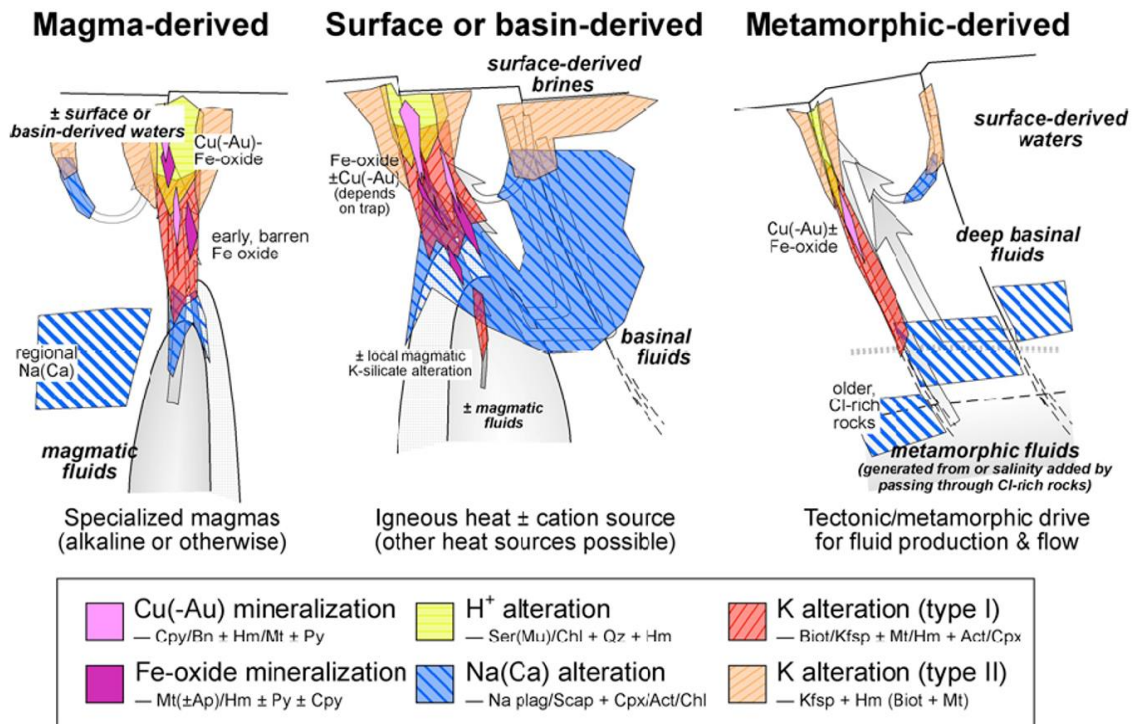 Magma-derived
± surface or
basin-derived waters
Cu(-Au)-
Fe-oxide
early, barren
Fe oxide
regional
Na(Ca)
magmatic
fluids
Specialized magmas
(alkaline or otherwise)
Surface or basin-derived
surface-derived
brines
Fe-oxide
±Cu(-Au)
(depends
on trap)
± local magmatic
K-silicate alteration
± magmatic
fluids
basinal
fluids
Igneous heat ± cation source
(other heat sources possible)
Metamorphic-derived
surface-derived
waters
Cu(-Au)±
Fe-oxide
deep basinal
fluids
older,
Cl-rich
rocks
metamorphic fluids
(generated from or salinity added by
passing through Cl-rich rocks)
Tectonic/metamorphic drive
for fluid production & flow
Cu(-Au) mineralization
— Cpy/Bn ± Hm/Mt ± Py
Fe-oxide mineralization
— Mt(±Ap)/Hm ± Py ± Cpy
H⁺ alteration
— Ser(Mu)/Chl + Qz + Hm
Na(Ca) alteration
— Na plag/Scap + Cpx/Act/Chl
K alteration (type I)
— Biot/Kfsp ± Mt/Hm + Act/Cpx
K alteration (type II)
— Kfsp + Hm (Biot + Mt)